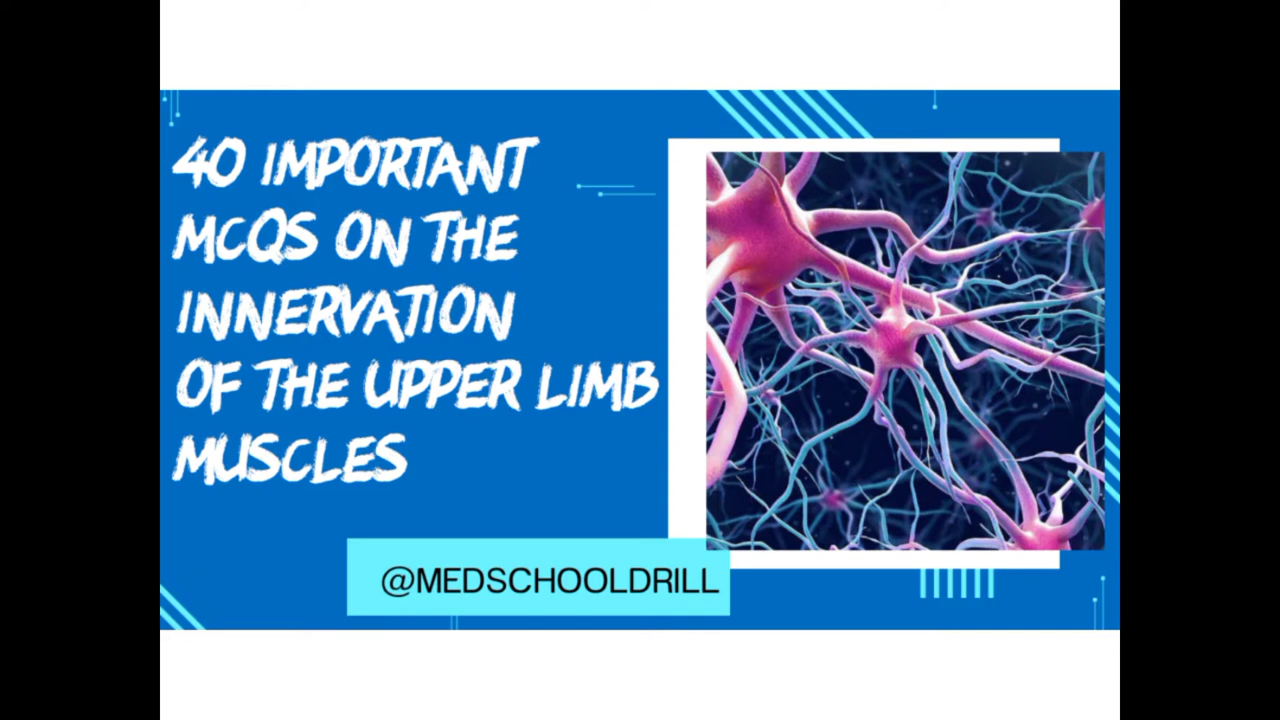 40 IMPORTANT
MCQS ON THE
INNERVATION
OF THE UPPER LIMB
MUSCLES
@MEDSCHOOLDRILL